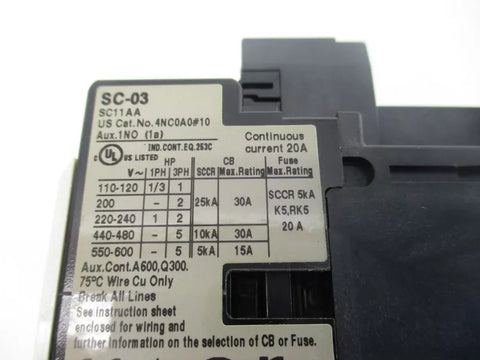 SC-03
SC11AA
US Cat.No.4NC0A0#10
Aux.1NO (1a)
Continuous
current 20A
UL US LISTED IND.CONT.EQ.253C
HP CB Fuse
V~ 1PH 3PH SCCR Max.Rating Max.Rating
110-120 1/3 1
200 - 2 25kA 30A SCCR 5kA
220-240 1 2 K5,RK5
440-480 - 5 10kA 30A 20 A
550-600 - 5 5kA 15A
Aux.Cont.A600,Q300.
75°C Wire Cu Only
Break All Lines
See instruction sheet
enclosed for wiring and
further information on the selection of CB or Fuse.